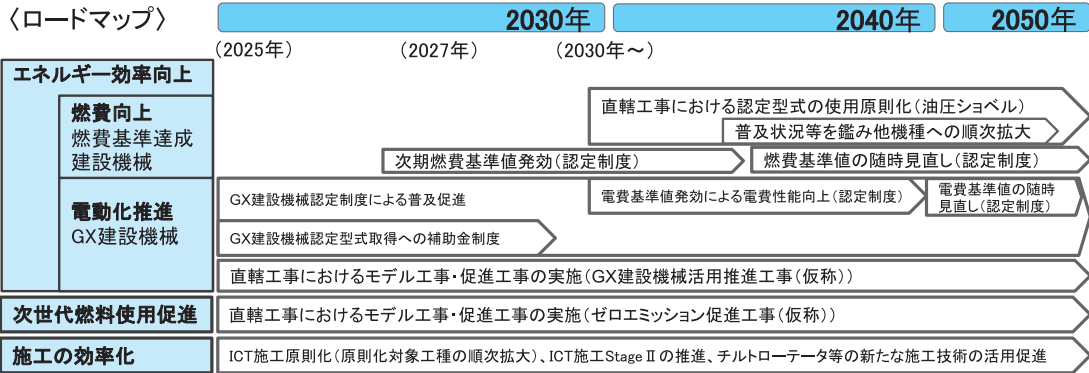 〈ロードマップ〉
2030年
2040年
2050年
(2025年)
(2027年)
(2030年～)
エネルギー効率向上
燃費向上
燃費基準達成
建設機械
直轄工事における認定型式の使用原則化(油圧ショベル)
普及状況等を鑑み他機種への順次拡大
次期燃費基準値発効(認定制度)
燃費基準値の随時見直し(認定制度)
電動化推進
GX建設機械
GX建設機械認定制度による普及促進
電費基準値発効による電費性能向上(認定制度)
電費基準値の随時
見直し(認定制度)
GX建設機械認定型式取得への補助金制度
直轄工事におけるモデル工事・促進工事の実施(GX建設機械活用推進工事(仮称))
次世代燃料使用促進
直轄工事におけるモデル工事・促進工事の実施(ゼロエミッション促進工事(仮称))
施工の効率化
ICT施工原則化(原則化対象工種の順次拡大)、ICT施工StageⅡの推進、チルトローテータ等の新たな施工技術の活用促進